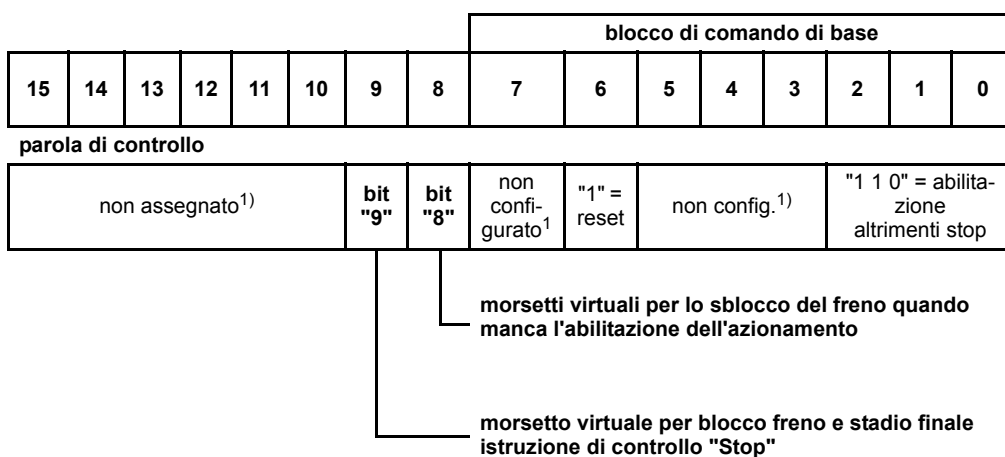 blocco di comando di base
15 14 13 12 11 10 9 8 7 6 5 4 3 2 1 0
parola di controllo
non assegnato1)
bit
"9"
bit
"8"
non
confi-
gurato1
"1" =
reset
non config.1)
"1 1 0" = abilita-
zione
altrimenti stop
morsetti virtuali per lo sblocco del freno quando
manca l'abilitazione dell'azionamento
morsetto virtuale per blocco freno e stadio finale
istruzione di controllo "Stop"